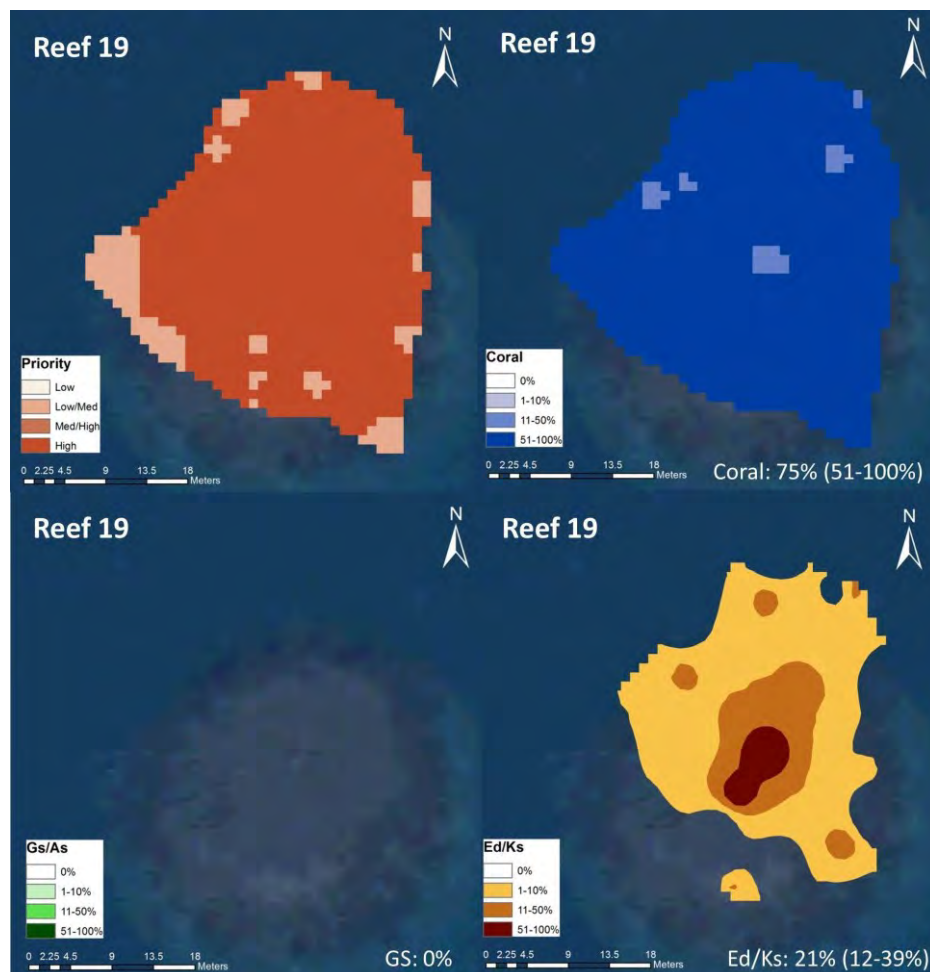 Reef 19
N
Priority
Low
Low/Med
Med/High
High
0 2.25 4.5 9 13.5 18
Meters
Reef 19
N
Coral
0%
1-10%
11-50%
51-100%
0 2.25 4.5 9 13.5 18
Meters
Coral: 75% (51-100%)
Reef 19
N
Gs/As
0%
1-10%
11-50%
51-100%
0 2.25 4.5 9 13.5 18
Meters
GS: 0%
Reef 19
N
Ed/Ks
0%
1-10%
11-50%
51-100%
0 2.25 4.5 9 13.5 18
Meters
Ed/Ks: 21% (12-39%)